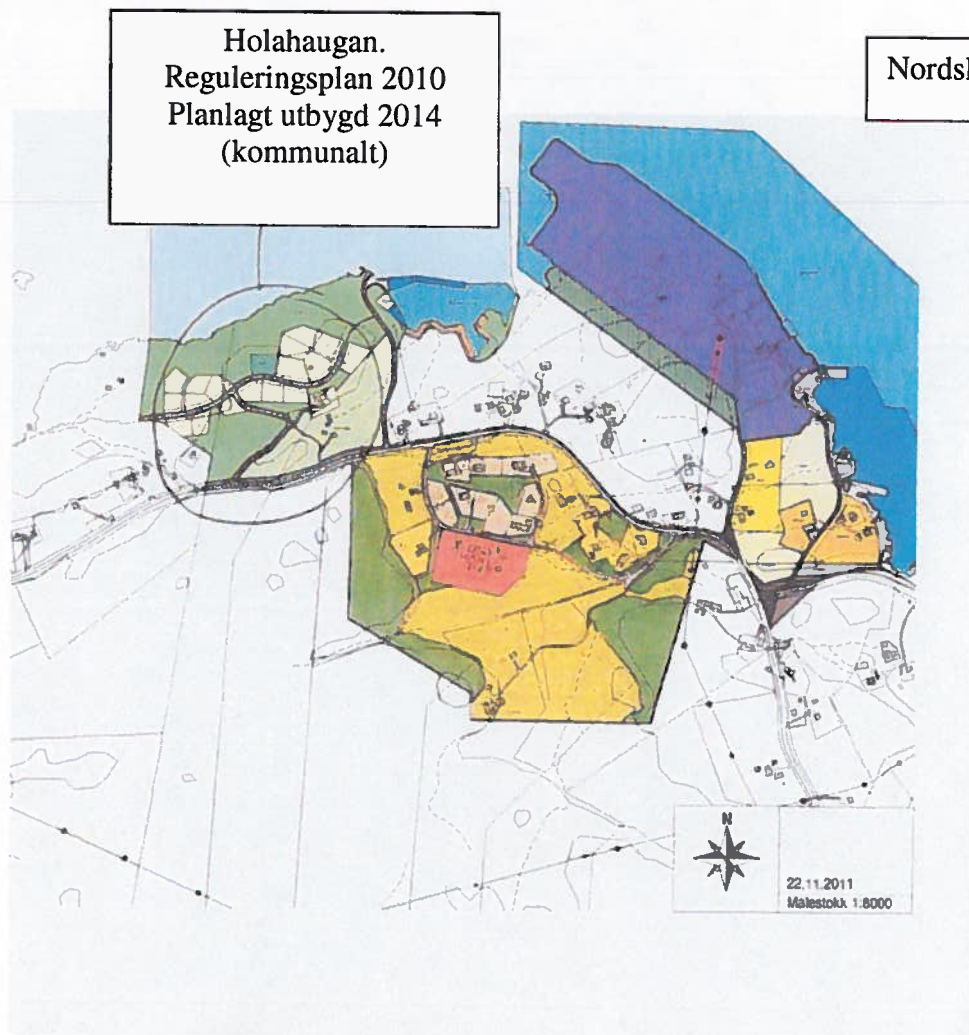 Holahaugan.
Reguleringsplan 2010
Planlagt utbygd 2014
(kommunalt)
N
22.11.2011
Målestokk 1:8000